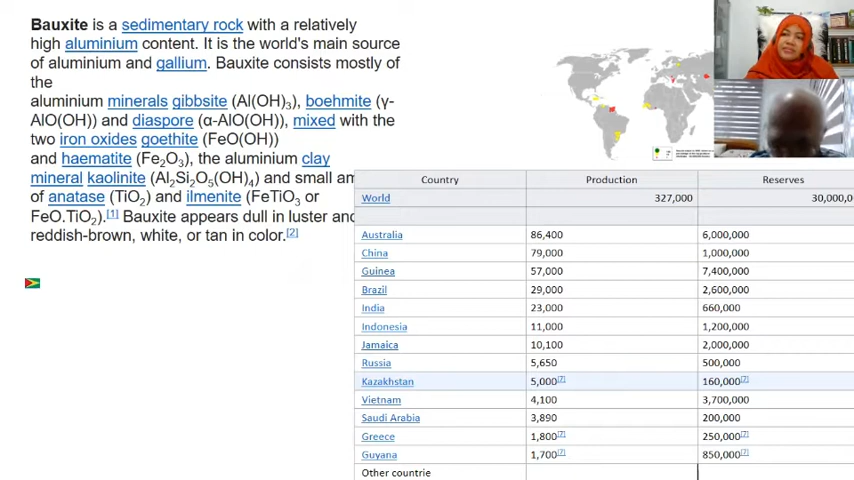 Bauxite is a sedimentary rock with a relatively
high aluminium content. It is the world's main source
of aluminium and gallium. Bauxite consists mostly of
the
aluminium minerals gibbsite (Al(OH)3), boehmite (γ-
AlO(OH)) and diaspore (α-AlO(OH)), mixed with the
two iron oxides goethite (FeO(OH))
and haematite (Fe2O3), the aluminium clay
mineral kaolinite (Al2Si2O5(OH)4) and small am
of anatase (TiO2) and ilmenite (FeTiO3 or
FeO.TiO2).[1] Bauxite appears dull in luster and
reddish-brown, white, or tan in color.[2]
Country Production Reserves
World 327,000 30,000,0
Australia 86,400 6,000,000
China 79,000 1,000,000
Guinea 57,000 7,400,000
Brazil 29,000 2,600,000
India 23,000 660,000
Indonesia 11,000 1,200,000
Jamaica 10,100 2,000,000
Russia 5,650 500,000
Kazakhstan 5,000[7] 160,000[7]
Vietnam 4,100 3,700,000
Saudi Arabia 3,890 200,000
Greece 1,800[7] 250,000[7]
Guyana 1,700[7] 850,000[7]
Other countrie